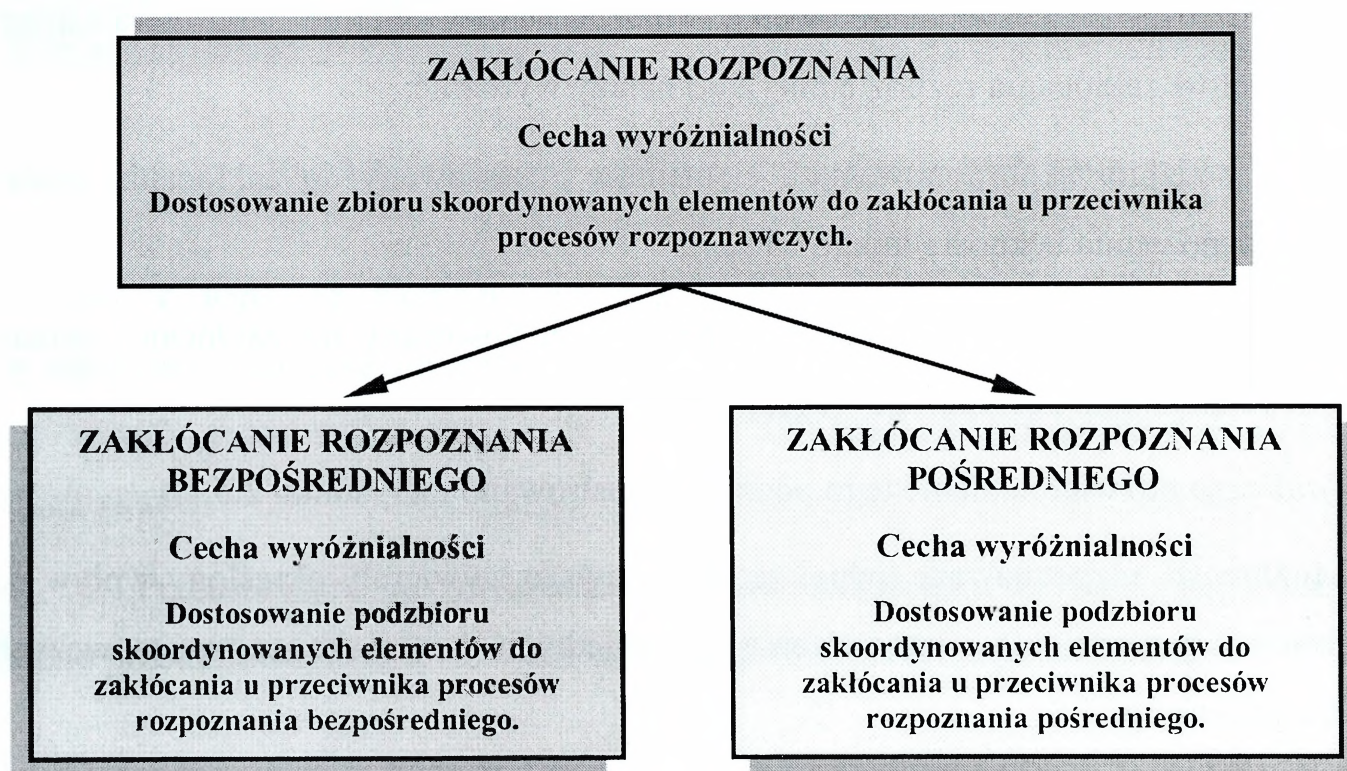 ZAKŁÓCANIE ROZPOZNANIA
Cecha wyróżnialności
Dostosowanie zbioru skoordynowanych elementów do zakłócania u przeciwnika
procesów rozpoznawczych.
ZAKŁÓCANIE ROZPOZNANIA
BEZPOŚREDNIEGO
Cecha wyróżnialności
Dostosowanie podzbioru
skoordynowanych elementów do
zakłócania u przeciwnika procesów
rozpoznania bezpośredniego.
ZAKŁÓCANIE ROZPOZNANIA
POŚREDNIEGO
Cecha wyróżnialności
Dostosowanie podzbioru
skoordynowanych elementów do
zakłócania u przeciwnika procesów
rozpoznania pośredniego.